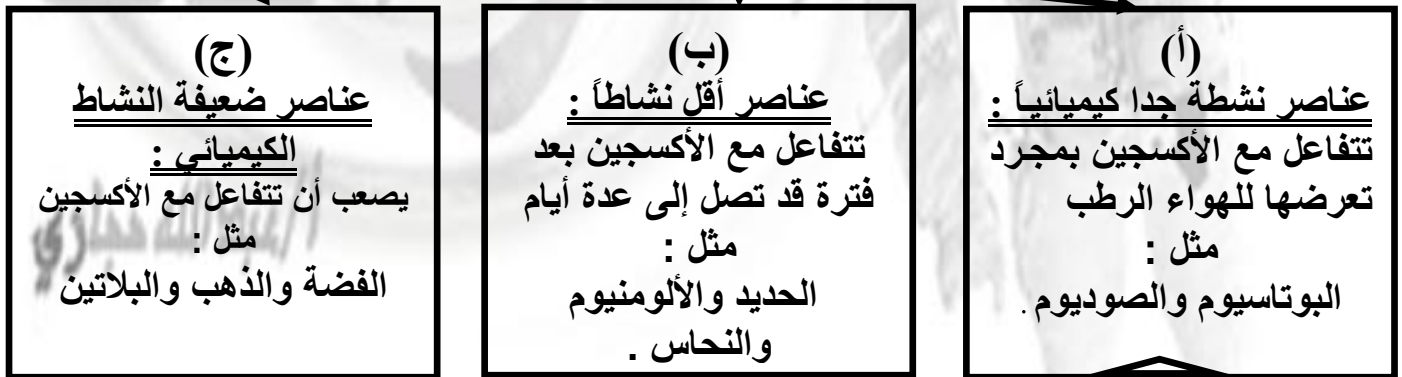 (أ)
عناصر نشطة جدا كيميائياً :
تتفاعل مع الأكسجين بمجرد
تعرضها للهواء الرطب
مثل :
البوتاسيوم والصوديوم .
(ب)
عناصر أقل نشاطاً :
تتفاعل مع الأكسجين بعد
فترة قد تصل إلى عدة أيام
مثل :
الحديد والألومنيوم
والنحاس .
(ج)
عناصر ضعيفة النشاط
الكيميائي :
يصعب أن تتفاعل مع الأكسجين
مثل :
الفضة والذهب والبلاتين